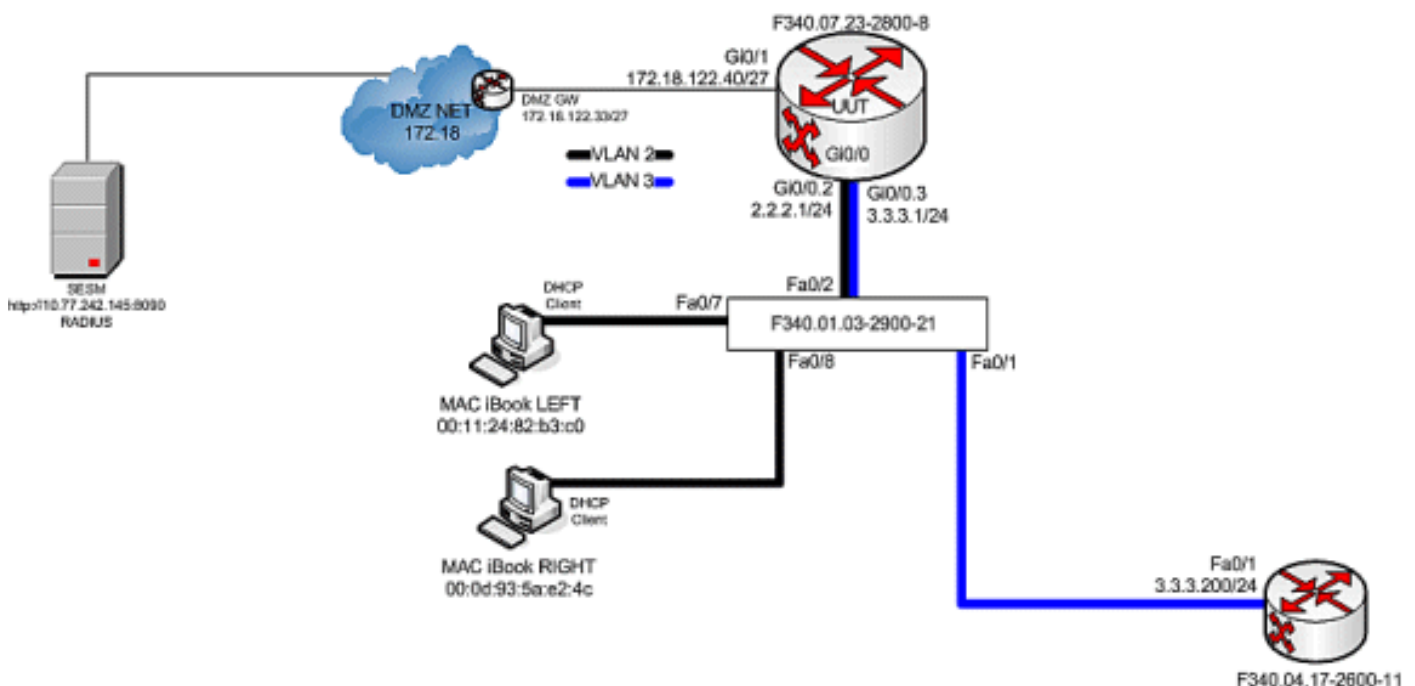 F340.07.23-2800-8
Gi0/1
172.18.122.40/27
DMZ GW
172.18.122.33/27
DMZ NET
172.18
UUT
Gi0/0
VLAN 2
VLAN 3
Gi0/0.2
2.2.2.1/24
Gi0/0.3
3.3.3.1/24
SESM
http://10.77.242.145:8090
RADIUS
DHCP
Client
Fa0/7
Fa0/2
F340.01.03-2900-21
Fa0/8
Fa0/1
MAC iBook LEFT
00:11:24:82:b3:c0
DHCP
Client
MAC iBook RIGHT
00:0d:93:5a:e2:4c
Fa0/1
3.3.3.200/24
F340.04.17-2600-11